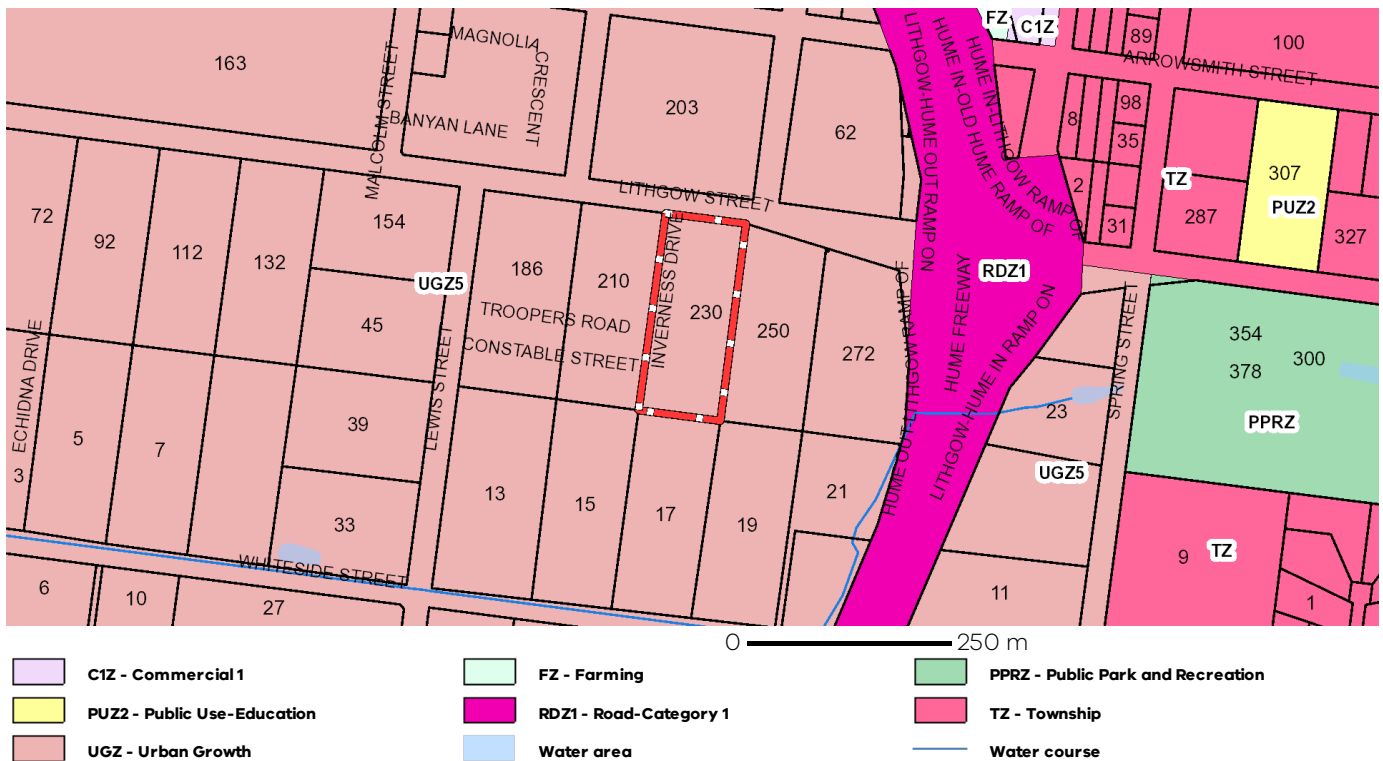 FZ
C1Z
MAGNOLIA
CRESCENT
163
MALCOLM STREET
BANYAN LANE
203
62
LITHGOW-HUME OUT RAMP ON
HUME IN-OLD HUME RAMP OF
HUME IN-LITHGOW RAMP OF
89
100
ARROWSMITH STREET
8
98
35
307
PUZ2
TZ
2
31
287
327
LITHGOW STREET
72
92
112
132
154
UGZ5
186
210
INVERNESS DRIVE
230
250
272
TROOPERS ROAD
CONSTABLE STREET
45
HUME OUT-LITHGOW RAMP OF
HUME FREEWAY
RDZ1
LITHGOW-HUME IN RAMP ON
SPRING STREET
354
378
300
PPRZ
23
UGZ5
ECHIDNA DRIVE
LEWIS STREET
3
5
7
39
33
13
15
17
19
21
11
9
TZ
1
WHITESIDE STREET
6
10
27
0 250 m
C1Z - Commercial 1
FZ - Farming
PPRZ - Public Park and Recreation
PUZ2 - Public Use-Education
RDZ1 - Road-Category 1
TZ - Township
UGZ - Urban Growth
Water area
Water course